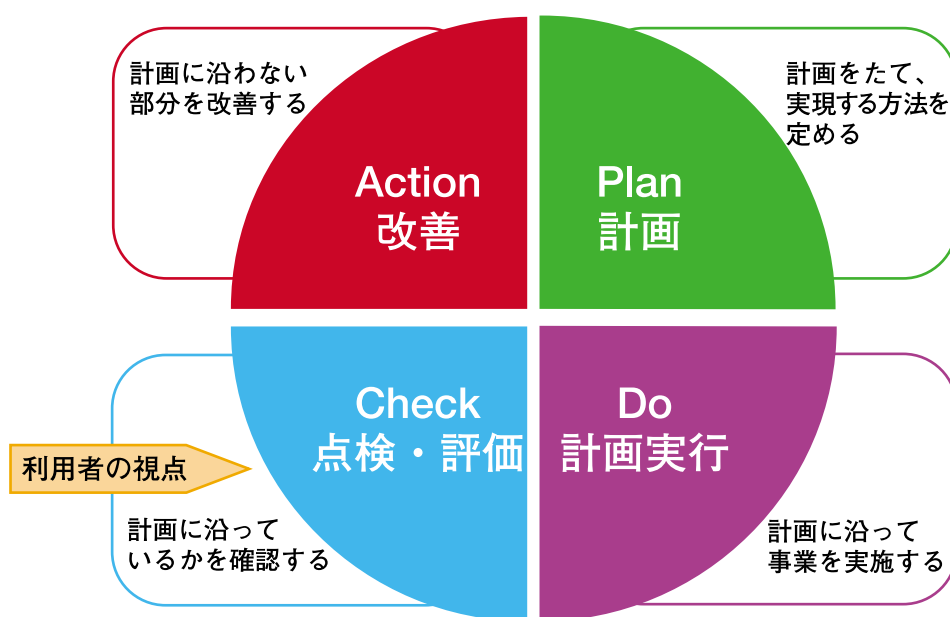 計画に沿わない
部分を改善する
Action
改善
Plan
計画
計画をたて、
実現する方法を
定める
Check
点検・評価
利用者の視点
計画に沿って
いるかを確認する
Do
計画実行
計画に沿って
事業を実施する